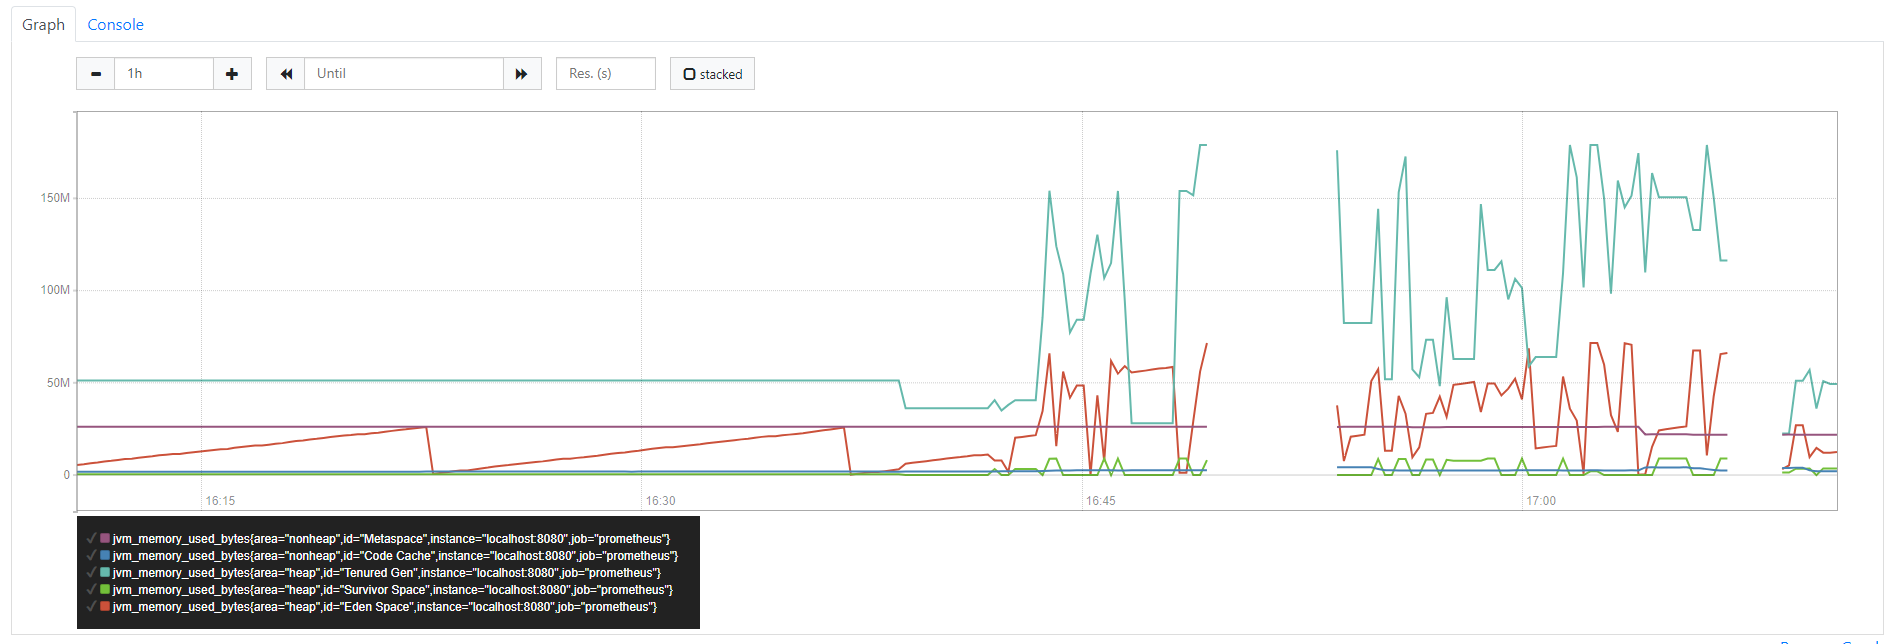 Graph Console
1h Until Res. (s) stacked
150M
100M
50M
0
16:15 16:30 16:45 17:00
jvm_memory_used_bytes{area="nonheap",id="Metaspace",instance="localhost:8080",job="prometheus"}
jvm_memory_used_bytes{area="nonheap",id="Code Cache",instance="localhost:8080",job="prometheus"}
jvm_memory_used_bytes{area="heap",id="Tenured Gen",instance="localhost:8080",job="prometheus"}
jvm_memory_used_bytes{area="heap",id="Survivor Space",instance="localhost:8080",job="prometheus"}
jvm_memory_used_bytes{area="heap",id="Eden Space",instance="localhost:8080",job="prometheus"}